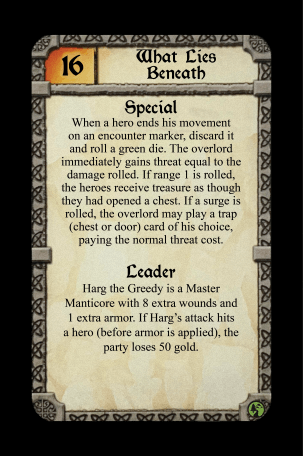 16
What Lies
Beneath
Special
When a hero ends his movement
on an encounter marker, discard it
and roll a green die. The overlord
immediately gains threat equal to the
damage rolled. If range 1 is rolled,
the heroes receive treasure as though
they had opened a chest. If a surge is
rolled, the overlord may play a trap
(chest or door) card of his choice,
paying the normal threat cost.
Leader
Harg the Greedy is a Master
Manticore with 8 extra wounds and
1 extra armor. If Harg's attack hits
a hero (before armor is applied), the
party loses 50 gold.